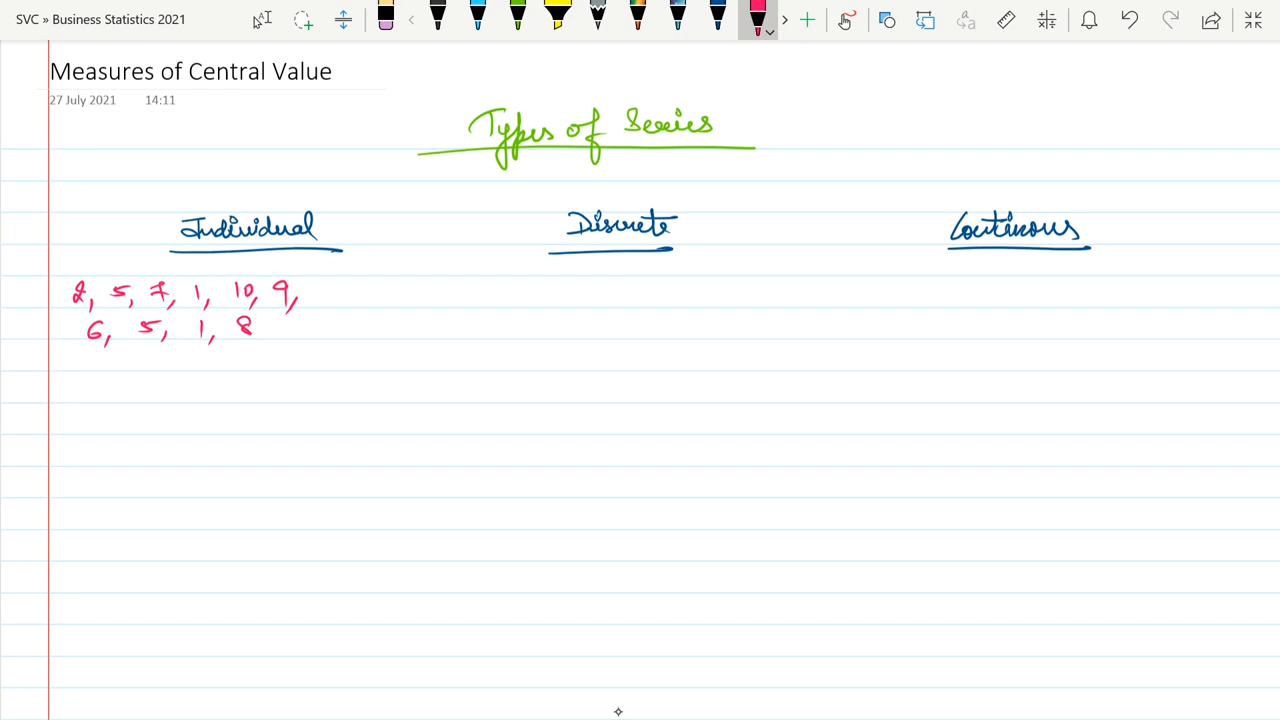 SVC » Business Statistics 2021
Measures of Central Value
27 July 2021 14:11
Types of Series
Individual Discrete Continous
2, 5, 7, 1, 10, 9,
6, 5, 1, 8